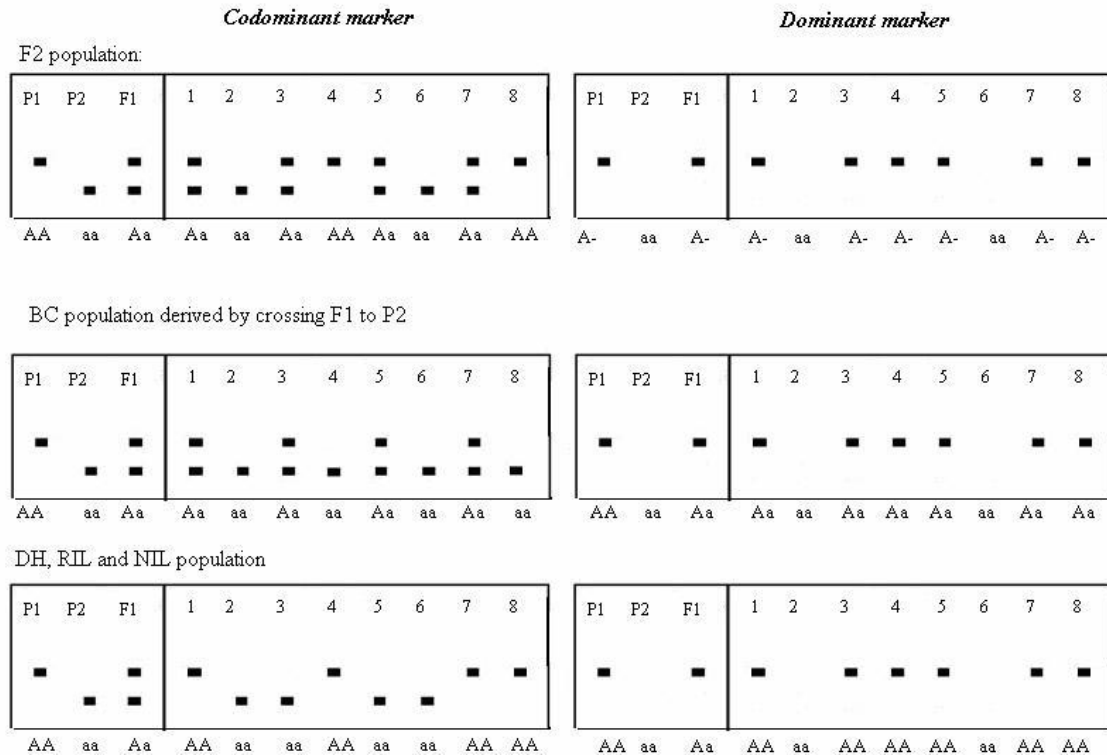 Codominant marker Dominant marker
F2 population:
P1 P2 F1 1 2 3 4 5 6 7 8 P1 P2 F1 1 2 3 4 5 6 7 8
AA aa Aa Aa aa Aa AA Aa aa Aa AA A- aa A- A- aa A- A- A- aa A- A-
BC population derived by crossing F1 to P2
P1 P2 F1 1 2 3 4 5 6 7 8 P1 P2 F1 1 2 3 4 5 6 7 8
AA aa Aa Aa aa Aa aa Aa aa Aa aa AA aa Aa Aa aa Aa Aa Aa aa Aa Aa
DH, RIL and NIL population
P1 P2 F1 1 2 3 4 5 6 7 8 P1 P2 F1 1 2 3 4 5 6 7 8
AA aa Aa AA aa aa AA aa aa AA AA AA aa Aa AA aa AA AA AA aa AA AA